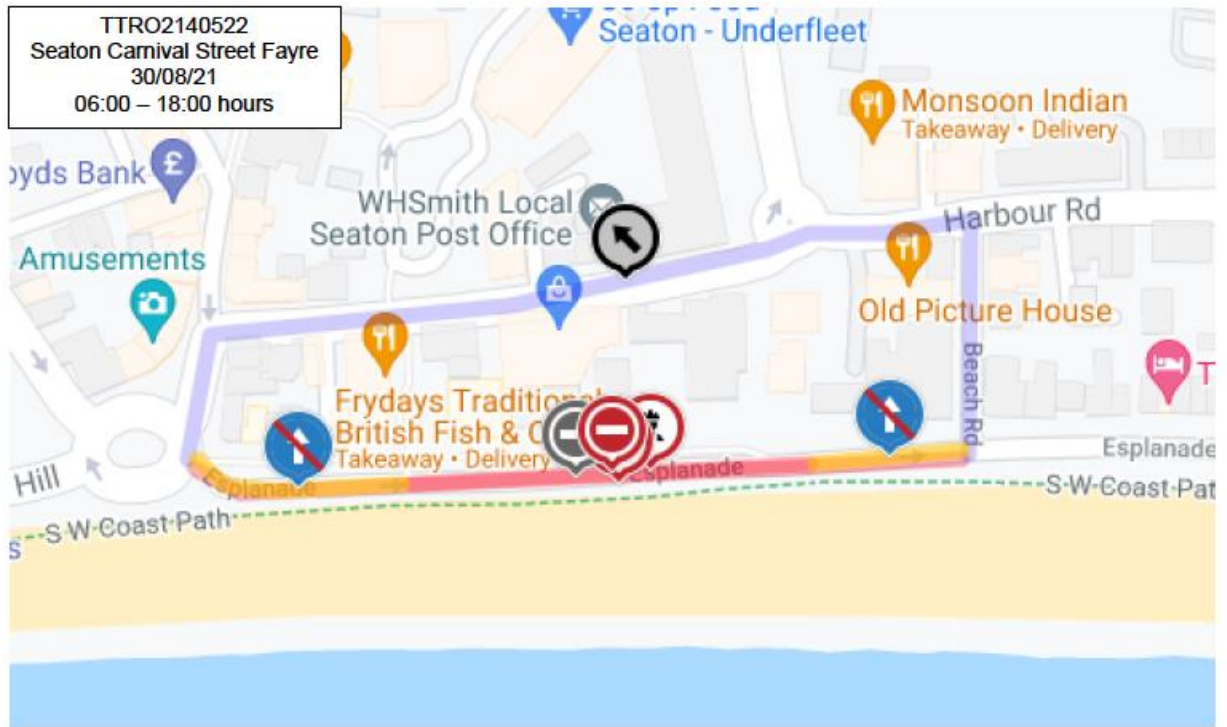 TTRO2140522
Seaton Carnival Street Fayre
30/08/21
06:00 – 18:00 hours
Seaton - Underfleet
Monsoon Indian
Takeaway • Delivery
oyds Bank
£
WHSmith Local
Seaton Post Office
Harbour Rd
Amusements
Old Picture House
Beach Rd
T
Frydays Traditional
British Fish & C
Takeaway • Delivery
Esplanade
Esplanade
Esplanade
Hill
S W Coast Path
S W Coast Pat
s